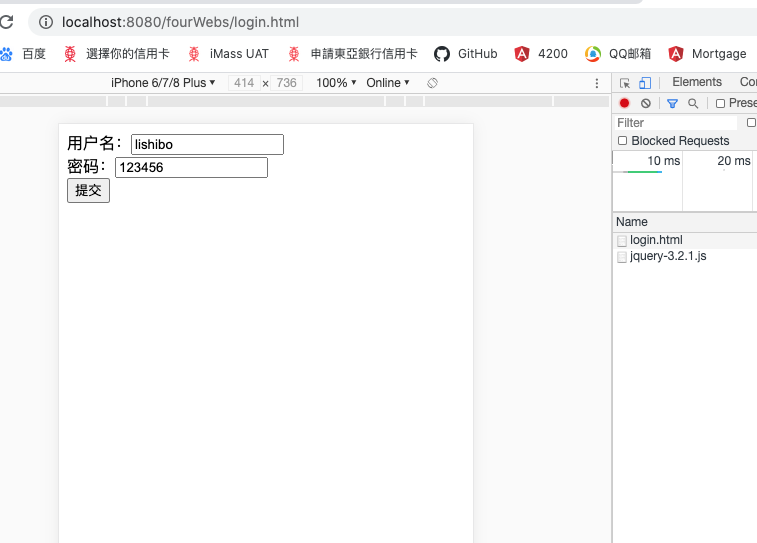 localhost:8080/fourWebs/login.html
百度 選擇你的信用卡 iMass UAT 申請東亞銀行信用卡 GitHub 4200 QQ邮箱 Mortgage
iPhone 6/7/8 Plus ▼ 414 × 736 100% ▼ Online ▼
Elements Con
Prese
Filter
Blocked Requests
10 ms 20 ms
Name
login.html
jquery-3.2.1.js
用户名: lishibo
密码: 123456
提交